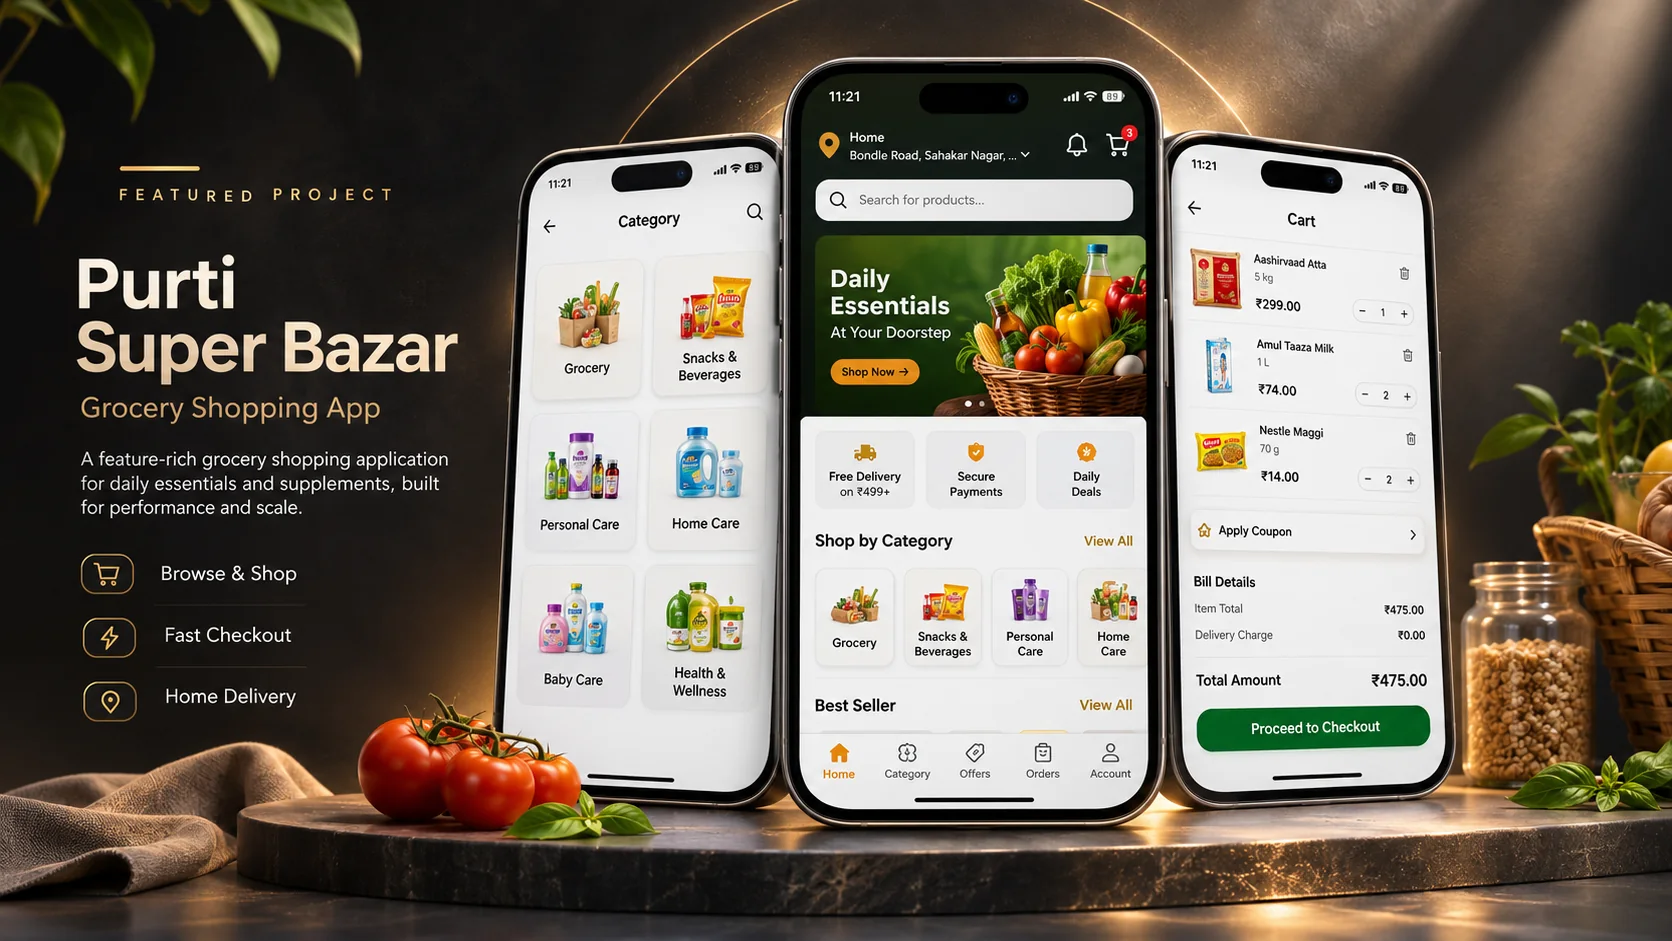 FEATURED PROJECT
Purti
Super Bazar
Grocery Shopping App
A feature-rich grocery shopping application
for daily essentials and supplements, built
for performance and scale.
Browse & Shop
Fast Checkout
Home Delivery
11:21
89
Category
Grocery
Snacks &
Beverages
Personal Care
Home Care
Baby Care
Health &
Wellness
11:21
89
Home
Bondle Road, Sahakar Nagar, ...
3
Search for products...
Daily
Essentials
At Your Doorstep
Shop Now →
Free Delivery
on ₹499+
Secure
Payments
Daily
Deals
Shop by Category
View All
Grocery
Snacks &
Beverages
Personal
Care
Home
Care
Best Seller
View All
Home
Category
Offers
Orders
Account
11:21
89
Cart
Aashirvaad Atta
5 kg
₹299.00
− 1 +
Amul Taaza Milk
1 L
₹74.00
− 2 +
Nestle Maggi
70 g
₹14.00
− 2 +
Apply Coupon
Bill Details
Item Total ₹475.00
Delivery Charge ₹0.00
Total Amount ₹475.00
Proceed to Checkout